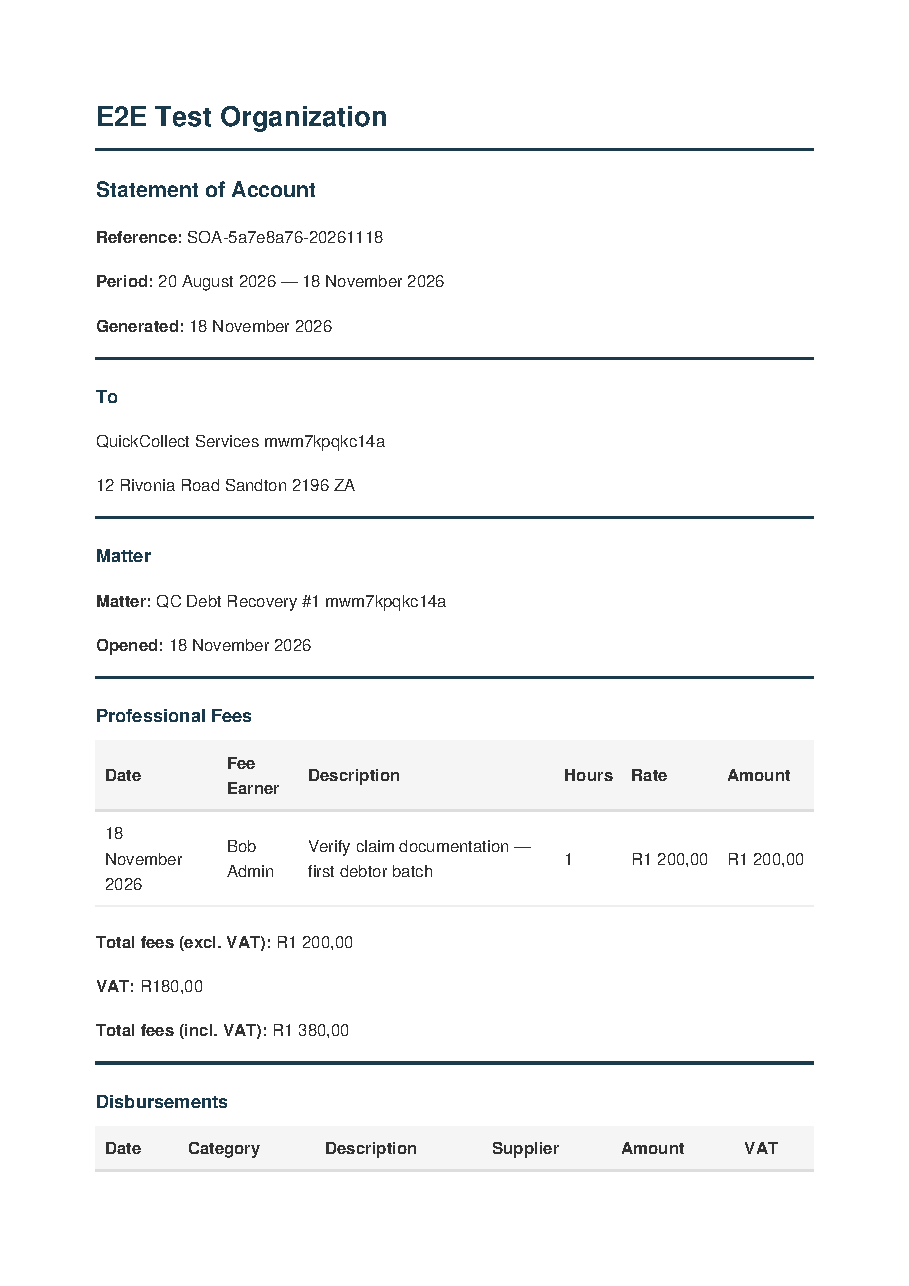 E2E Test Organization
Statement of Account
Reference: SOA-5a7e8a76-20261118
Period: 20 August 2026 — 18 November 2026
Generated: 18 November 2026
To
QuickCollect Services mwm7kpqkc14a
12 Rivonia Road Sandton 2196 ZA
Matter
Matter: QC Debt Recovery #1 mwm7kpqkc14a
Opened: 18 November 2026
Professional Fees
Date Fee Earner Description Hours Rate Amount
18 November 2026 Bob Admin Verify claim documentation — first debtor batch 1 R1 200,00 R1 200,00
Total fees (excl. VAT): R1 200,00
VAT: R180,00
Total fees (incl. VAT): R1 380,00
Disbursements
Date Category Description Supplier Amount VAT